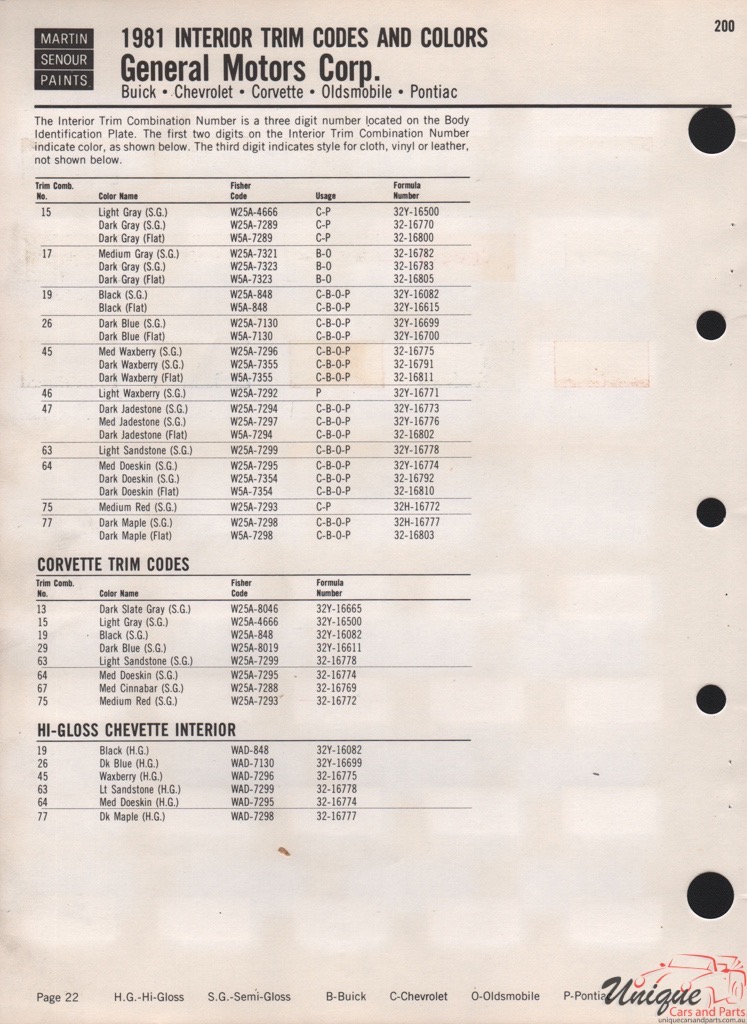 200
MARTIN
SENOUR
PAINTS
1981 INTERIOR TRIM CODES AND COLORS
General Motors Corp.
Buick • Chevrolet • Corvette • Oldsmobile • Pontiac
The Interior Trim Combination Number is a three digit number located on the Body
Identification Plate. The first two digits on the Interior Trim Combination Number
indicate color, as shown below. The third digit indicates style for cloth, vinyl or leather,
not shown below.
Trim Comb. Fisher Formula
No. Color Name Code Usage Number
15 Light Gray (S.G.) W25A-4666 C-P 32Y-16500
Dark Gray (S.G.) W25A-7289 C-P 32-16770
Dark Gray (Flat) W5A-7289 C-P 32-16800
17 Medium Gray (S.G.) W25A-7321 B-O 32-16782
Dark Gray (S.G.) W25A-7323 B-O 32-16783
Dark Gray (Flat) W5A-7323 B-O 32-16805
19 Black (S.G.) W25A-848 C-B-O-P 32Y-16082
Black (Flat) W5A-848 C-B-O-P 32Y-16615
26 Dark Blue (S.G.) W25A-7130 C-B-O-P 32Y-16699
Dark Blue (Flat) W5A-7130 C-B-O-P 32Y-16700
45 Med Waxberry (S.G.) W25A-7296 C-B-O-P 32-16775
Dark Waxberry (S.G.) W25A-7355 C-B-O-P 32-16791
Dark Waxberry (Flat) W5A-7355 C-B-O-P 32-16811
46 Light Waxberry (S.G.) W25A-7292 P 32Y-16771
47 Dark Jadestone (S.G.) W25A-7294 C-B-O-P 32Y-16773
Med Jadestone (S.G.) W25A-7297 C-B-O-P 32Y-16776
Dark Jadestone (Flat) W5A-7294 C-B-O-P 32-16802
63 Light Sandstone (S.G.) W25A-7299 C-B-O-P 32Y-16778
64 Med Doeskin (S.G.) W25A-7295 C-B-O-P 32Y-16774
Dark Doeskin (S.G.) W25A-7354 C-B-O-P 32-16792
Dark Doeskin (Flat) W5A-7354 C-B-O-P 32-16810
75 Medium Red (S.G.) W25A-7293 C-P 32H-16772
77 Dark Maple (S.G.) W25A-7298 C-B-O-P 32H-16777
Dark Maple (Flat) W5A-7298 C-B-O-P 32-16803
CORVETTE TRIM CODES
Trim Comb. Fisher Formula
No. Color Name Code Number
13 Dark Slate Gray (S.G.) W25A-8046 32Y-16665
15 Light Gray (S.G.) W25A-4666 32Y-16500
19 Black (S.G.) W25A-848 32Y-16082
29 Dark Blue (S.G.) W25A-8019 32Y-16611
63 Light Sandstone (S.G.) W25A-7299 32-16778
64 Med Doeskin (S.G.) W25A-7295 32-16774
67 Med Cinnabar (S.G.) W25A-7288 32-16769
75 Medium Red (S.G.) W25A-7293 32-16772
HI-GLOSS CHEVETTE INTERIOR
19 Black (H.G.) WAD-848 32Y-16082
26 Dk Blue (H.G.) WAD-7130 32Y-16699
45 Waxberry (H.G.) WAD-7296 32-16775
63 Lt Sandstone (H.G.) WAD-7299 32-16778
64 Med Doeskin (H.G.) WAD-7295 32-16774
77 Dk Maple (H.G.) WAD-7298 32-16777
Page 22 H.G.-Hi-Gloss S.G.-Semi-Gloss B-Buick C-Chevrolet O-Oldsmobile P-Pontia
Unique
Cars and Parts
uniquecarsandparts.com.au